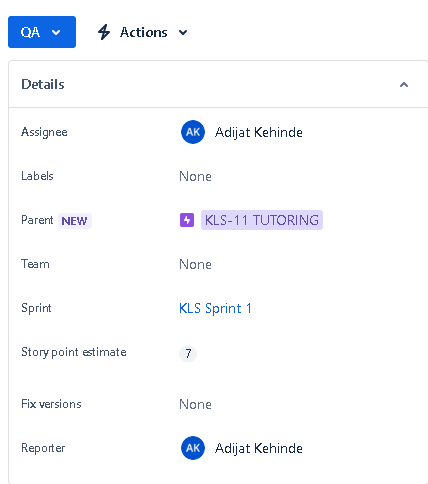 QA Actions
Details
Assignee AK Adijat Kehinde
Labels None
Parent NEW KLS-11 TUTORING
Team None
Sprint KLS Sprint 1
Story point estimate 7
Fix versions None
Reporter AK Adijat Kehinde